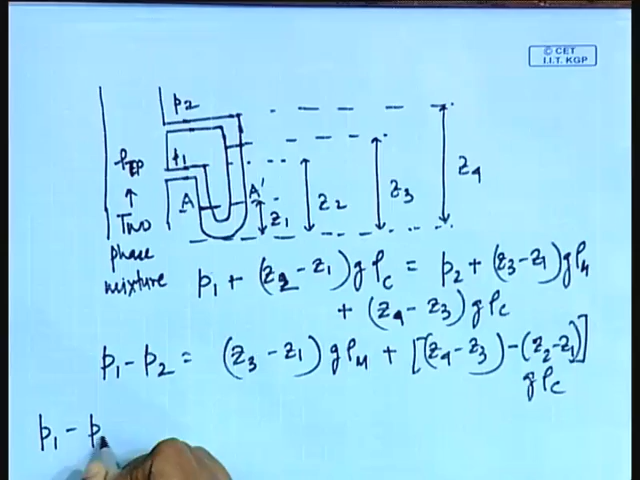 © CET
I.I.T. KGP
p₂
ρTP
p₁
A
A'
z₁
z₂
z₃
z₄
↑
Two
phase
mixture
p₁ + (z₂ - z₁) g ρc = p₂ + (z₃ - z₁) g ρM
+ (z₄ - z₃) g ρc
p₁ - p₂ = (z₃ - z₁) g ρM + [(z₄ - z₃) - (z₂ - z₁)]
g ρc
p₁ - p